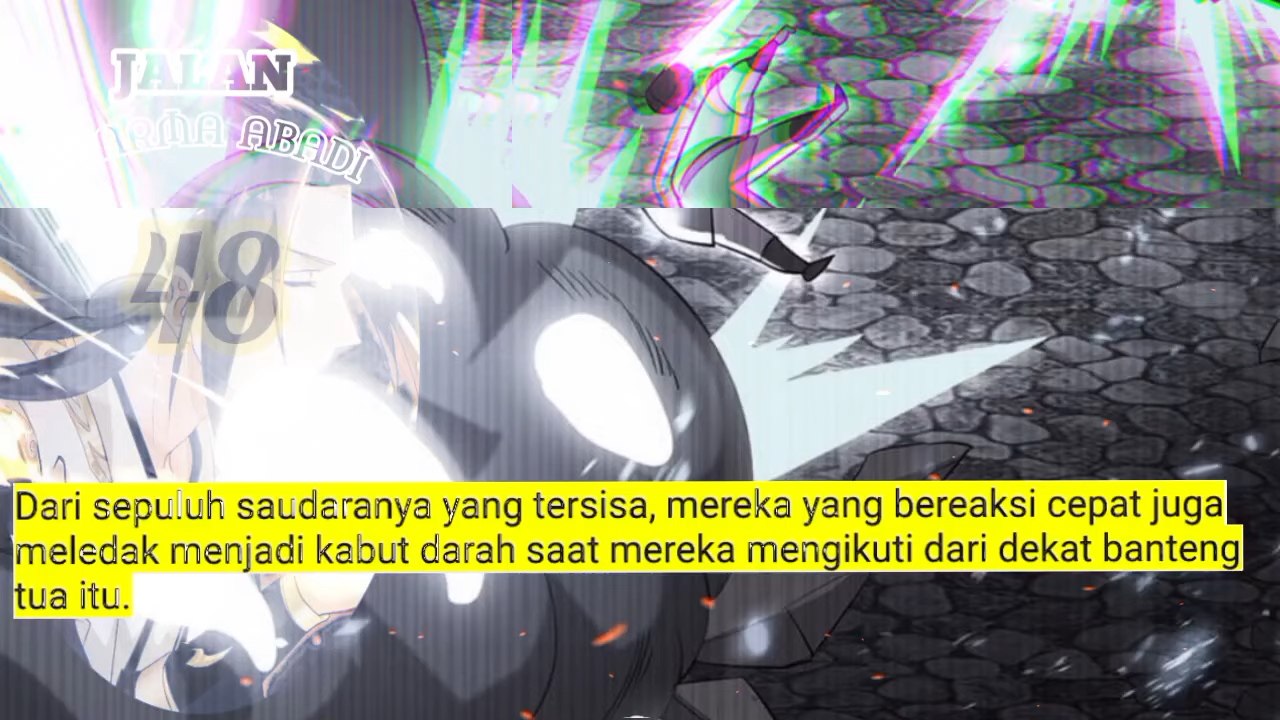 JALAN
ABADI
48
Dari sepuluh saudaranya yang tersisa, mereka yang bereaksi cepat juga
meledak menjadi kabut darah saat mereka mengikuti dari dekat banteng
tua itu.